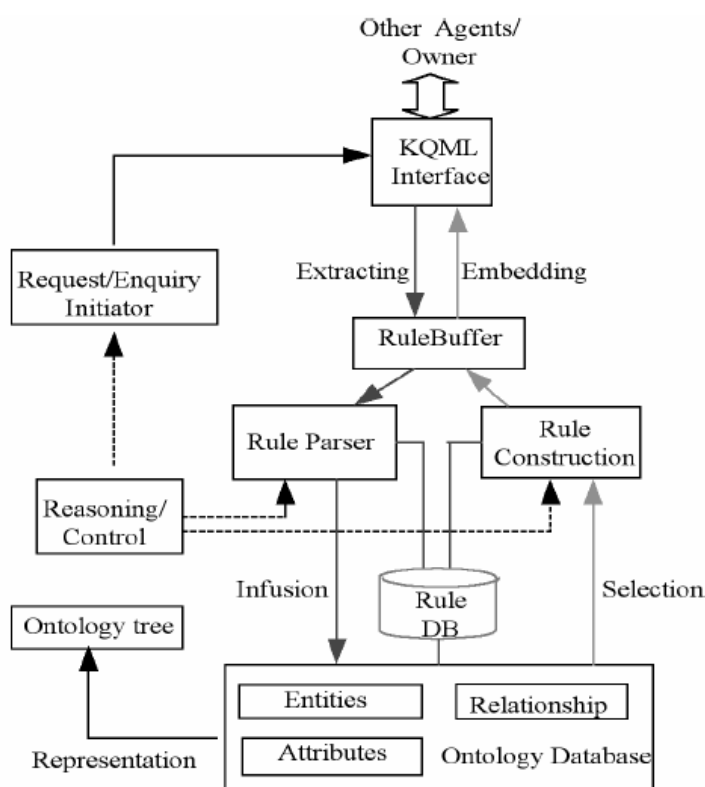 Other Agents/
Owner
KQML
Interface
Request/Enquiry
Initiator
Extracting
Embedding
RuleBuffer
Rule Parser
Rule
Construction
Reasoning/
Control
Infusion
Rule
DB
Selection
Ontology tree
Entities
Relationship
Attributes
Ontology Database
Representation